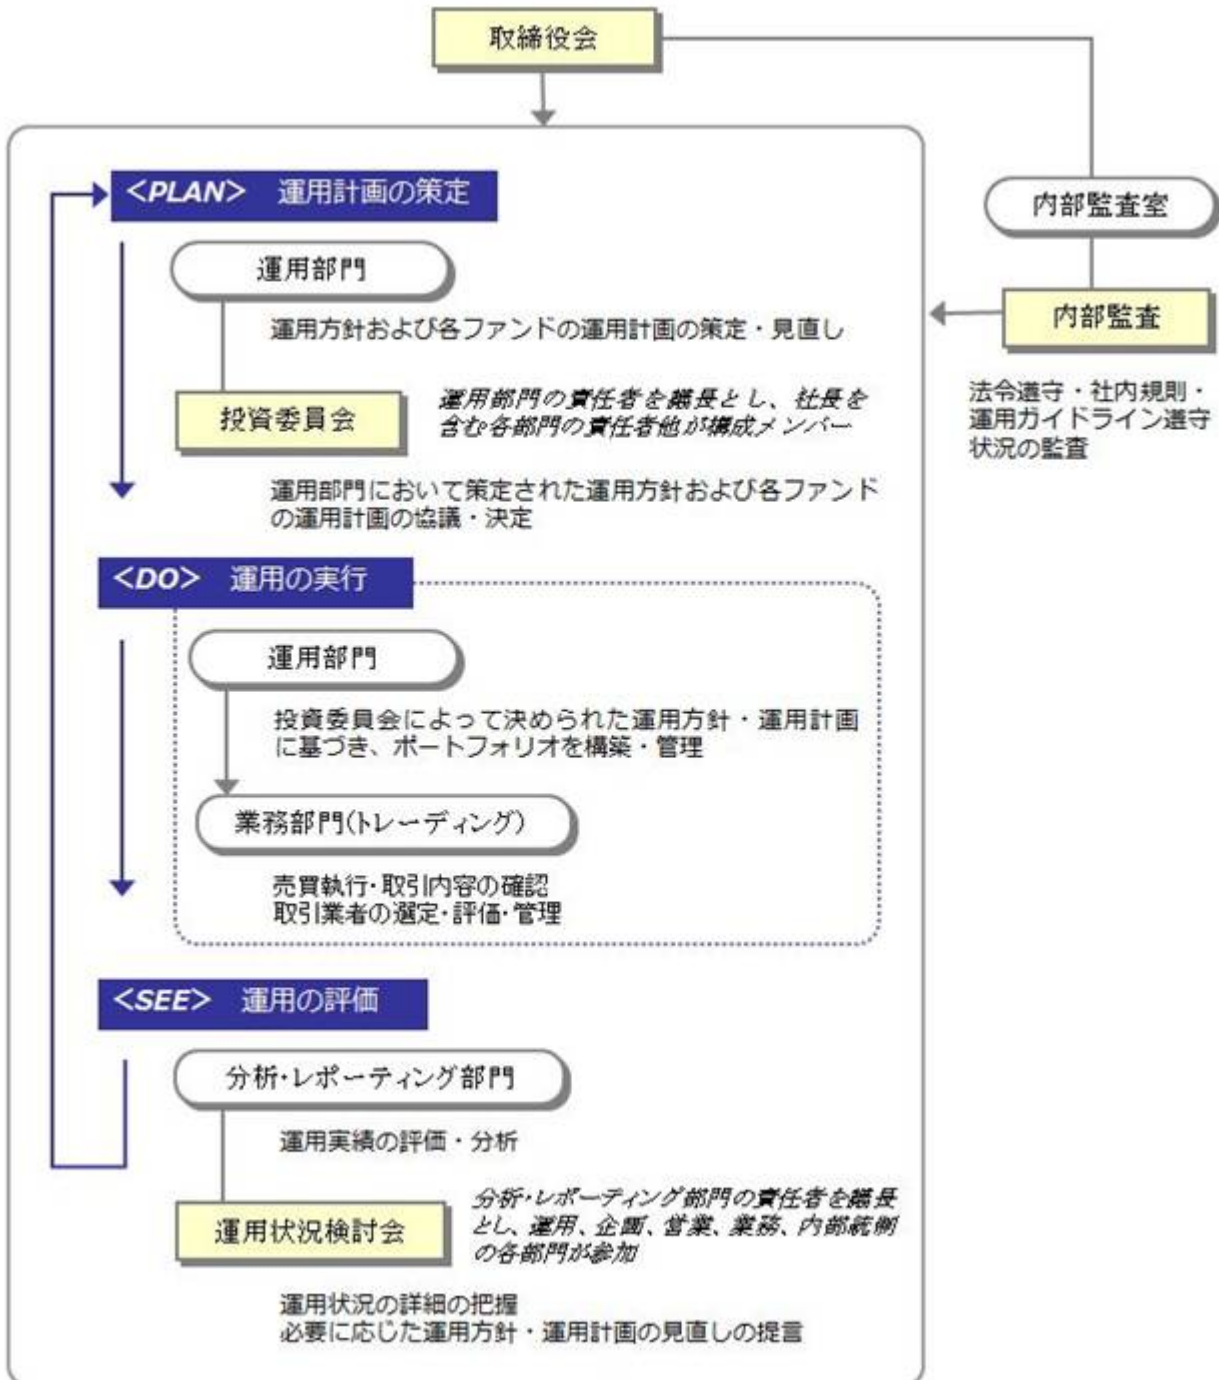 取締役会
<PLAN> 運用計画の策定
運用部門
運用方針および各ファンドの運用計画の策定・見直し
投資委員会
運用部門の責任者を議長とし、社長を
含む各部門の責任者他が構成メンバー
運用部門において策定された運用方針および各ファンド
の運用計画の協議・決定
内部監査室
内部監査
法令遵守・社内規則・
運用ガイドライン遵守
状況の監査
<DO> 運用の実行
運用部門
投資委員会によって決められた運用方針・運用計画
に基づき、ポートフォリオを構築・管理
業務部門(トレーディング)
売買執行・取引内容の確認
取引業者の選定・評価・管理
<SEE> 運用の評価
分析・レポーティング部門
運用実績の評価・分析
運用状況検討会
分析・レポーティング部門の責任者を議長
とし、運用、企画、営業、業務、内部統制
の各部門が参加
運用状況の詳細の把握
必要に応じた運用方針・運用計画の見直しの提言